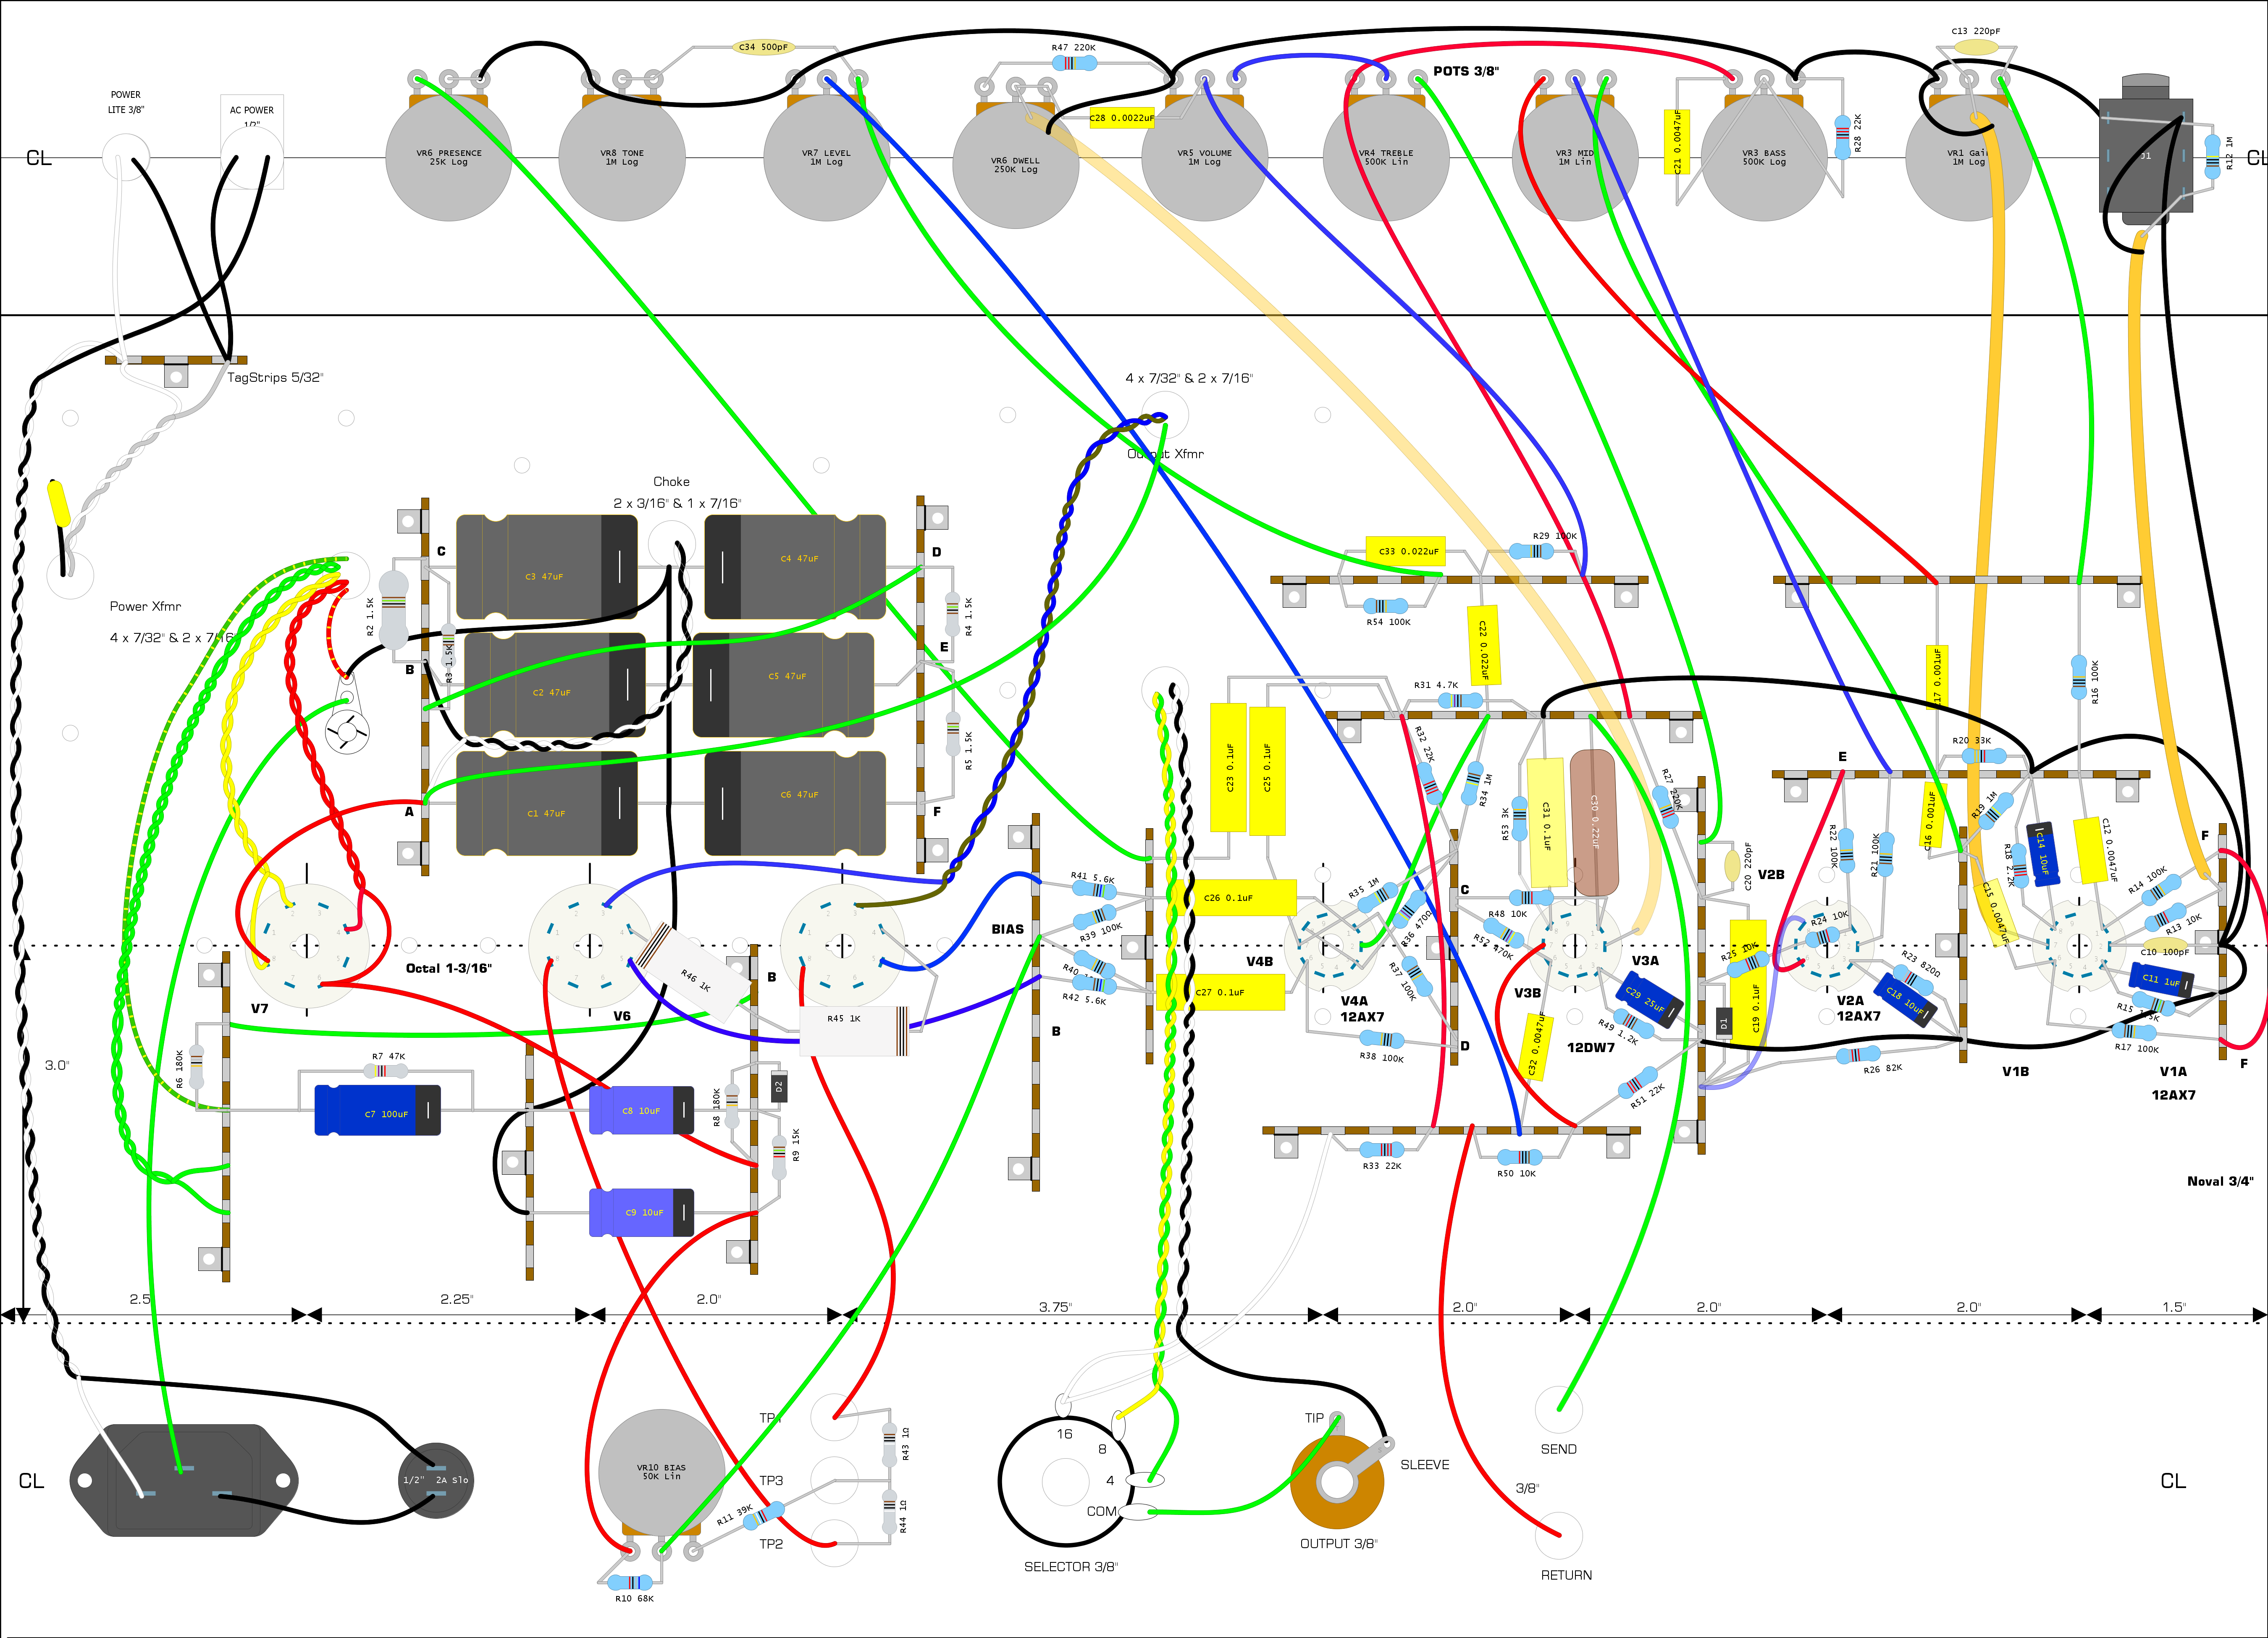 POWER
LITE 3/8"
AC POWER
1/2"
C34 500pF
R47 220K
C28 0.0022uF
POTS 3/8"
C13 220pF
CL
VR6 PRESENCE
25K Log
VR8 TONE
1M Log
VR7 LEVEL
1M Log
VR6 DWELL
250K Log
VR5 VOLUME
1M Log
VR4 TREBLE
500K Lin
VR3 MID
1M Lin
C21 0.0047uF
VR3 BASS
500K Log
R28 22K
VR1 Gain
1M Log
J1
R12 1M
CL
TagStrips 5/32"
4 x 7/32" & 2 x 7/16"
Output Xfmr
Choke
2 x 3/16" & 1 x 7/16"
Power Xfmr
4 x 7/32" & 2 x 7/16"
R2 1.5K
R3 1.5K
R4 1.5K
R5 1.5K
C
B
A
D
E
F
C3 47uF
C4 47uF
C2 47uF
C5 47uF
C1 47uF
C6 47uF
C33 0.022uF
R29 100K
R54 100K
C22 0.022uF
R31 4.7K
C17 0.001uF
R16 100K
C23 0.1uF
C25 0.1uF
R32 22K
R34 1M
R53 3K
C31 0.1uF
C30 0.22uF
R27 220K
C20 220pF
V2B
E
R20 33K
R22 100K
R21 100K
C16 0.001uF
R19 1M
R18 2.2K
C14 10uF
C12 0.0047uF
C15 0.0047uF
F
R14 100K
R13 10K
C10 100pF
C11 1uF
R15 1.5K
R17 100K
F
R41 5.6K
R39 100K
BIAS
R40 100K
R42 5.6K
B
C26 0.1uF
C27 0.1uF
R35 1M
R36 470Ω
R37 100K
R38 100K
C
D
R48 10K
R52 470K
V4B
V4A
12AX7
V3B
V3A
12DW7
C29 25uF
R49 1.2K
C32 0.0047uF
R51 22K
R25 10K
C19 0.1uF
D1
R24 10K
R23 820Ω
C18 10uF
V2A
12AX7
R26 82K
V1B
V1A
12AX7
Octal 1-3/16"
V7
V6
R46 1K
R45 1K
B
3.0"
R6 180K
R7 47K
C7 100uF
C8 10uF
C9 10uF
R8 180K
D2
R9 15K
R33 22K
R50 10K
Noval 3/4"
2.5
2.25"
2.0"
3.75"
2.0"
2.0"
2.0"
1.5"
CL
1/2"
2A Slo
VR10 BIAS
50K Lin
TP1
TP3
TP2
R43 1Ω
R44 1Ω
R11 39K
R10 68K
16
8
4
COM
SELECTOR 3/8"
TIP
SLEEVE
OUTPUT 3/8"
SEND
3/8"
RETURN
CL